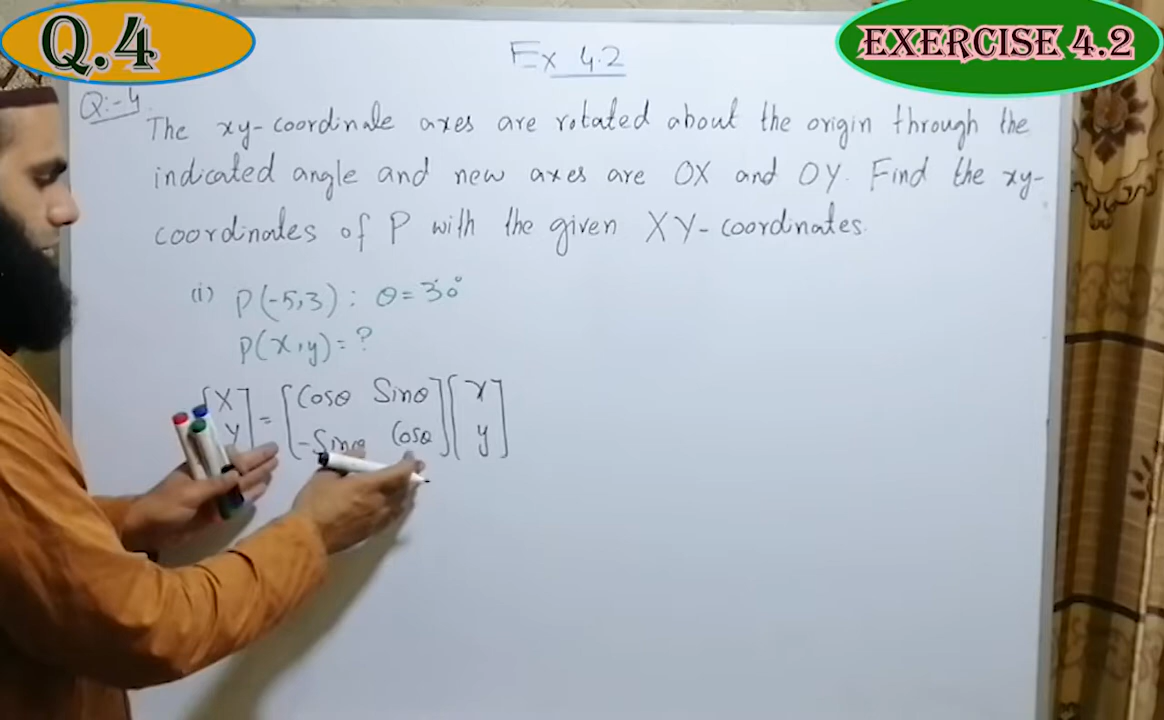 Q.4
EXERCISE 4.2
Ex 4.2
Q:-4
The xy-coordinate axes are rotated about the origin through the
indicated angle and new axes are OX and OY. Find the xy-
coordinates of P with the given XY-coordinates.
(i) P(-5,3): θ=30°
P(x,y)=?
[X = [Cosθ Sinθ] [x]
Y] [-Sinθ Cosθ] [y]